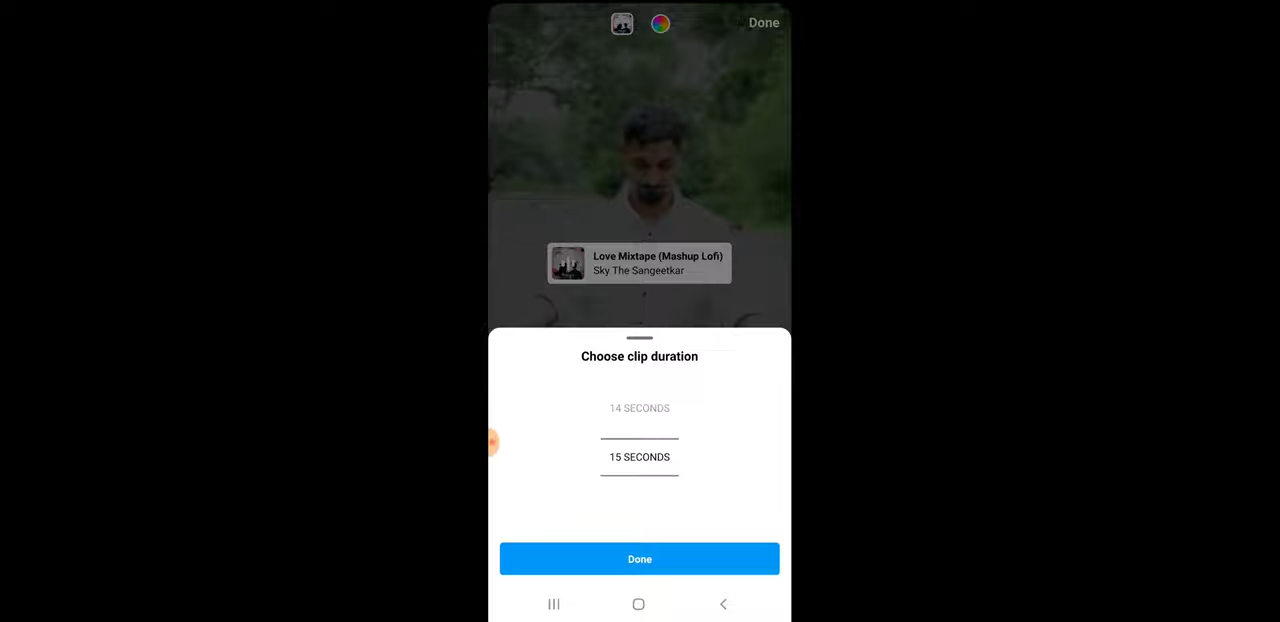 Done
Love Mixtape (Mashup Lofi)
Sky The Sangeetkar
Choose clip duration
14 SECONDS
15 SECONDS
Done